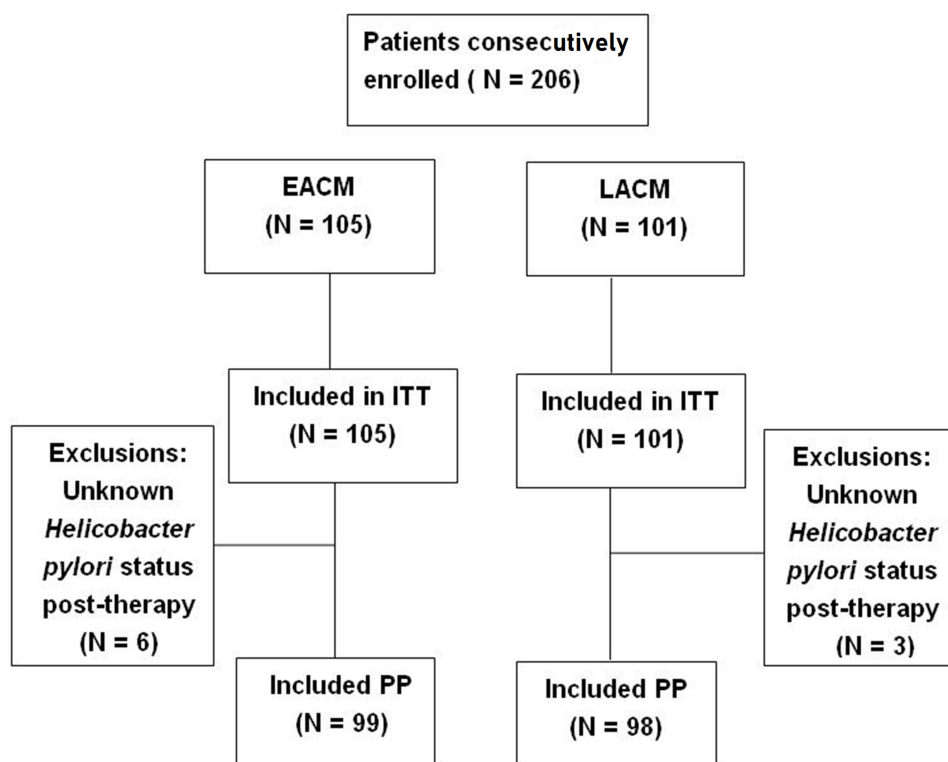 Patients consecutively
enrolled ( N = 206)
EACM
(N = 105)
LACM
(N = 101)
Included in ITT
(N = 105)
Included in ITT
(N = 101)
Exclusions:
Unknown
Helicobacter
pylori status
post-therapy
(N = 6)
Exclusions:
Unknown
Helicobacter
pylori status
post-therapy
(N = 3)
Included PP
(N = 99)
Included PP
(N = 98)